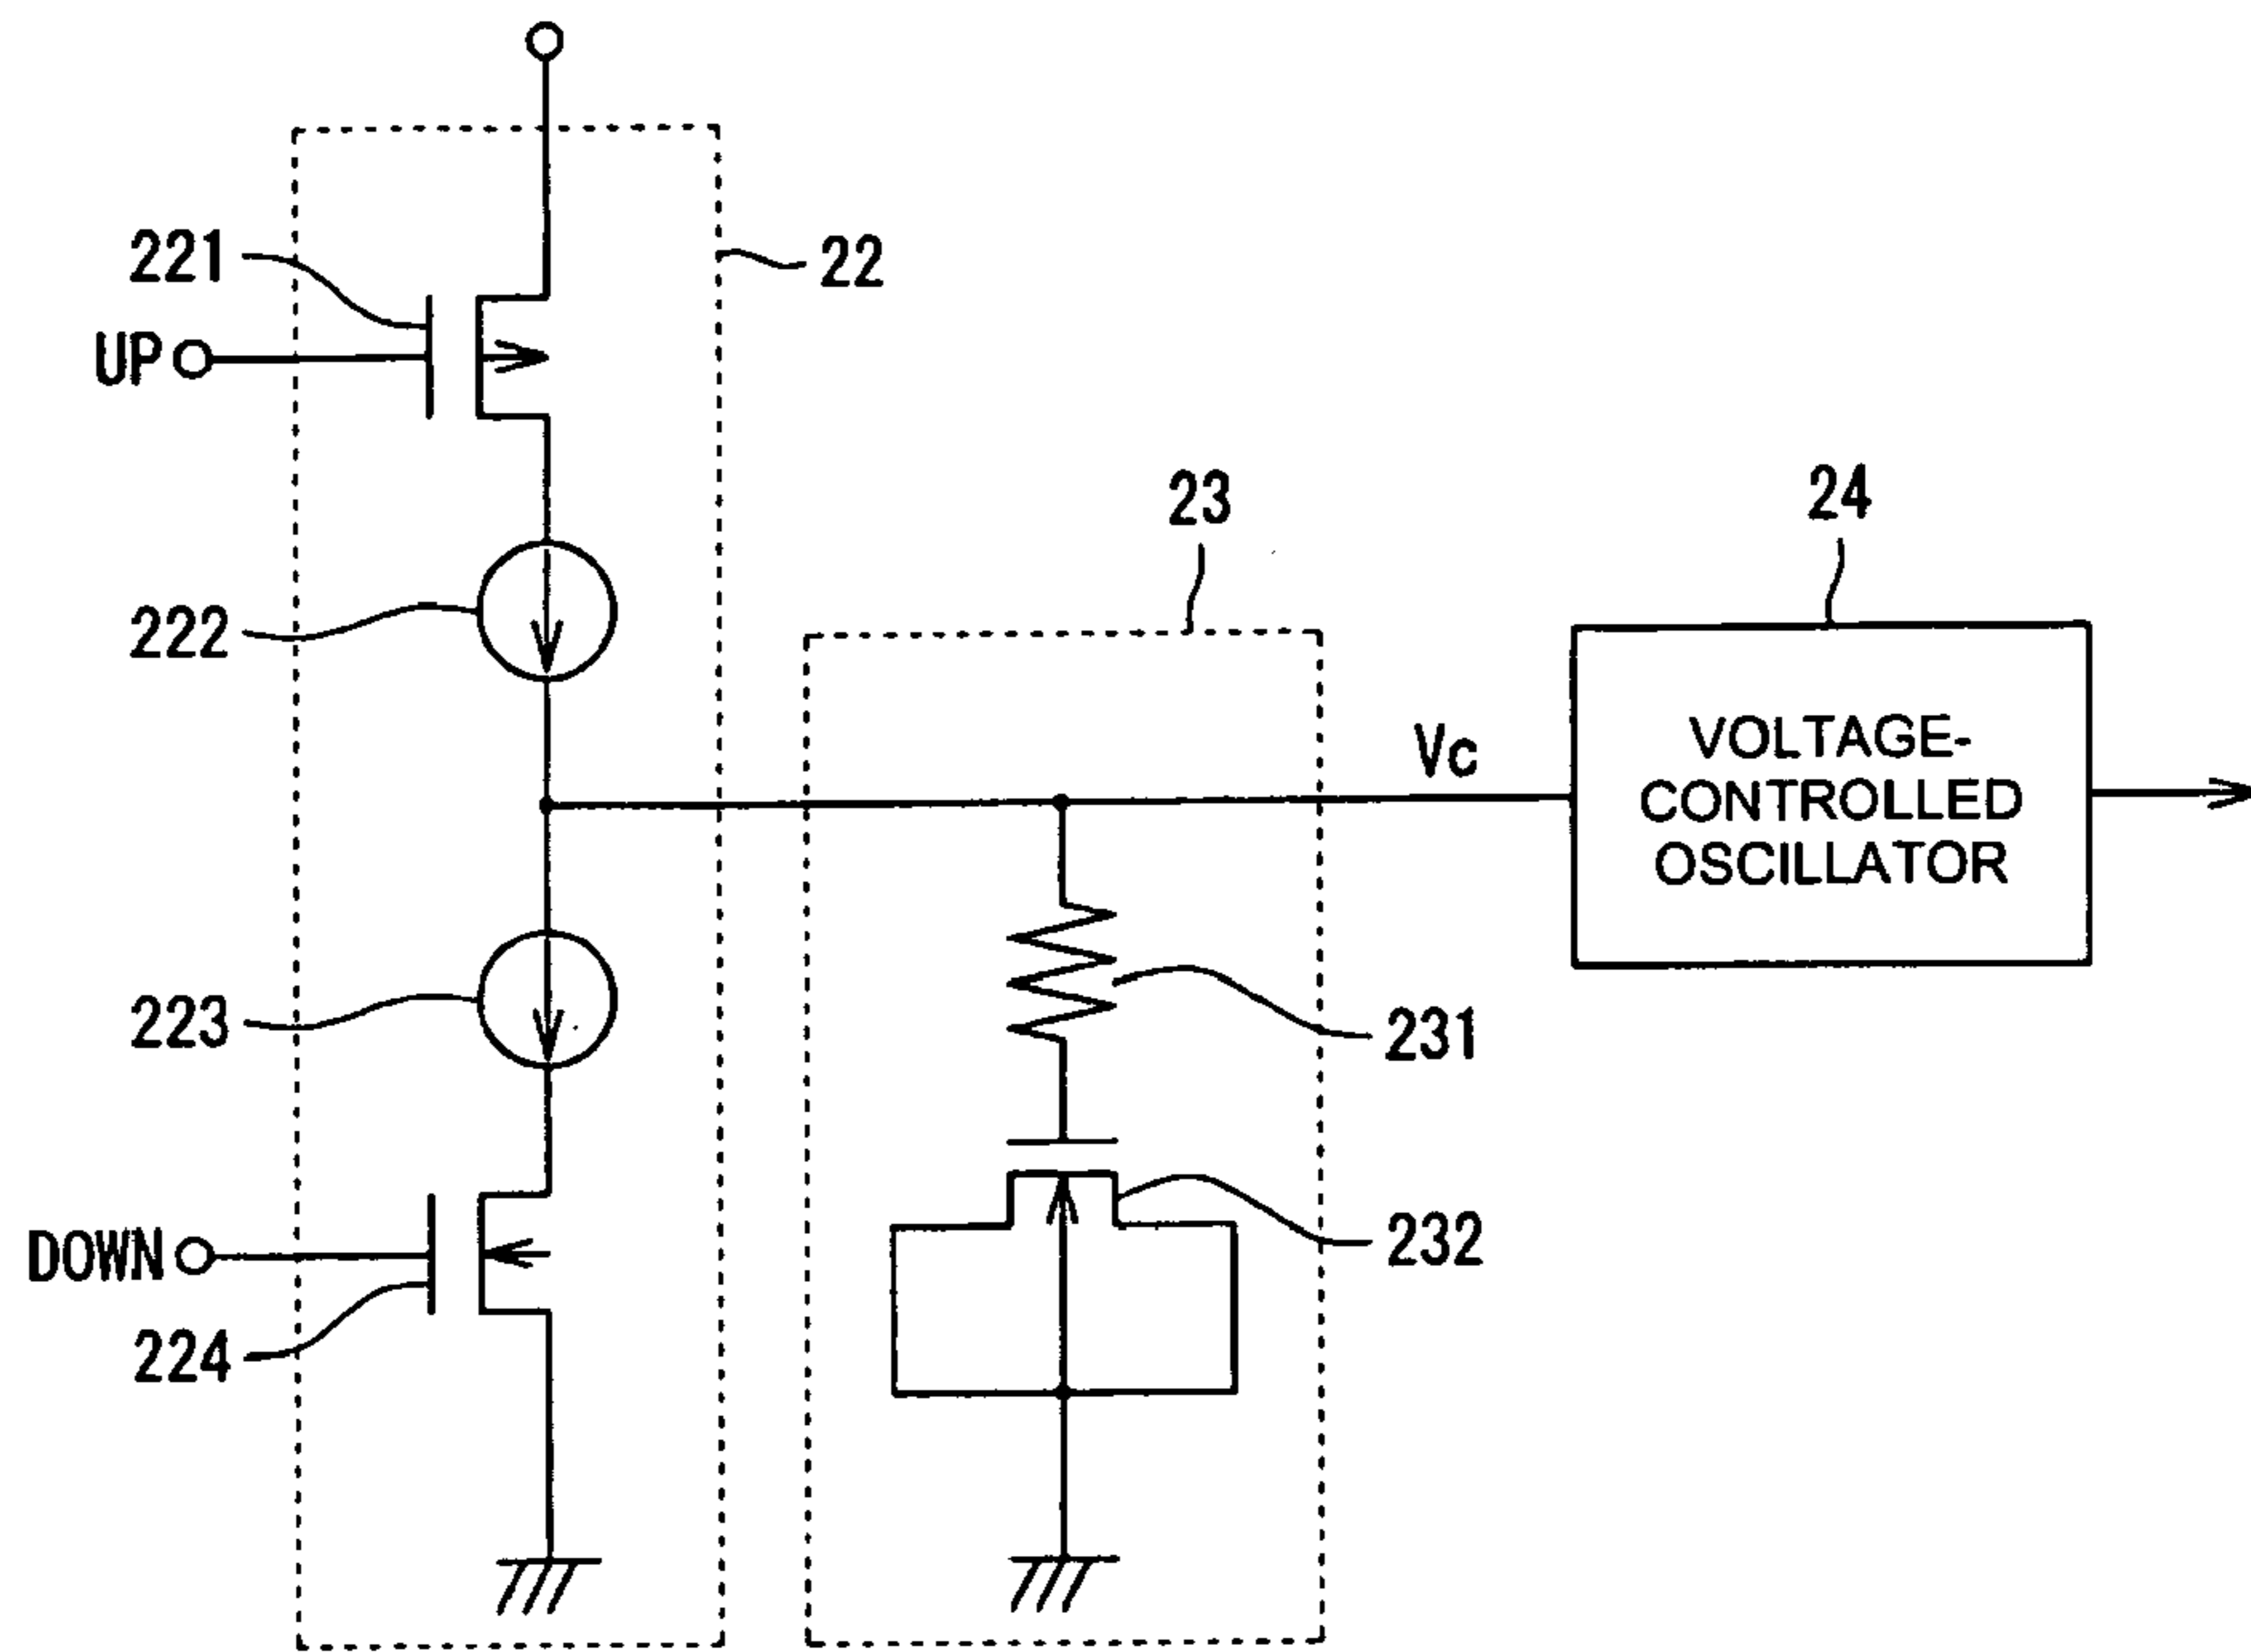 221
22
UP
23
24
222
Vc
VOLTAGE-
CONTROLLED
OSCILLATOR
223
231
DOWN
232
224